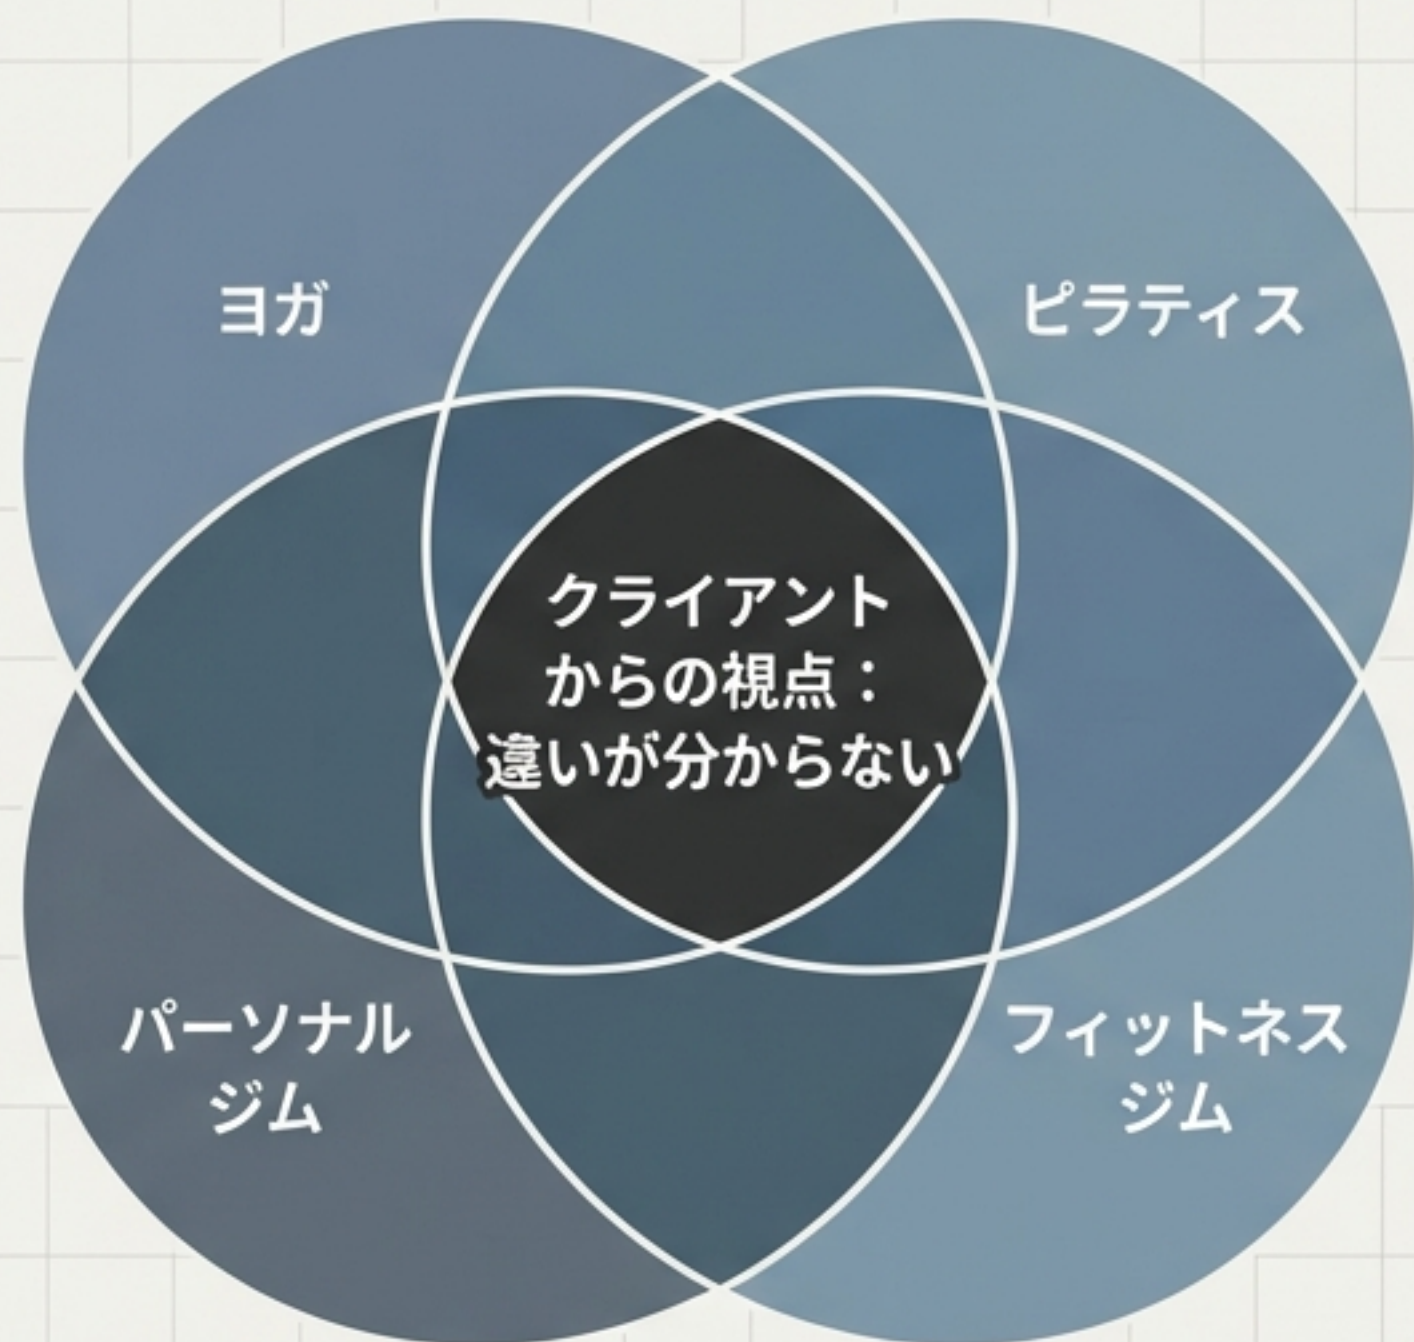 ヨガ
ピラティス
クライアント
からの視点：
違いが分からない
パーソナル
ジム
フィットネス
ジム